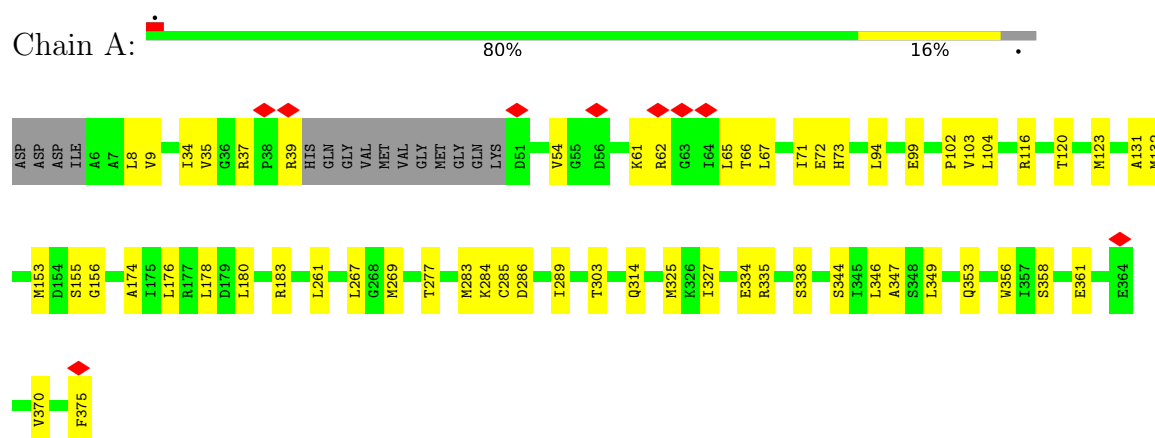 Chain A:
80% 16%
ASP ASP ASP ILE A6 A7 L8 V9 I34 V35 G36 R37 P38 R39 HIS GLN GLY VAL MET VAL GLY MET GLY GLN LYS D51 V54 G55 D56 K61 R62 G63 I64 L65 T66 L67 I71 E72 H73 L94 E99 P102 V103 L104 R116 T120 M123 A131 M132
M153 D154 S155 G156 A174 I175 L176 R177 L178 D179 L180 R183 L261 L267 G268 M269 T277 M283 K284 C285 D286 I289 T303 Q314 M325 K326 I327 E334 R335 S338 S344 I345 L346 A347 S348 L349 Q353 W356 I357 S358 E361 E364
V370 F375